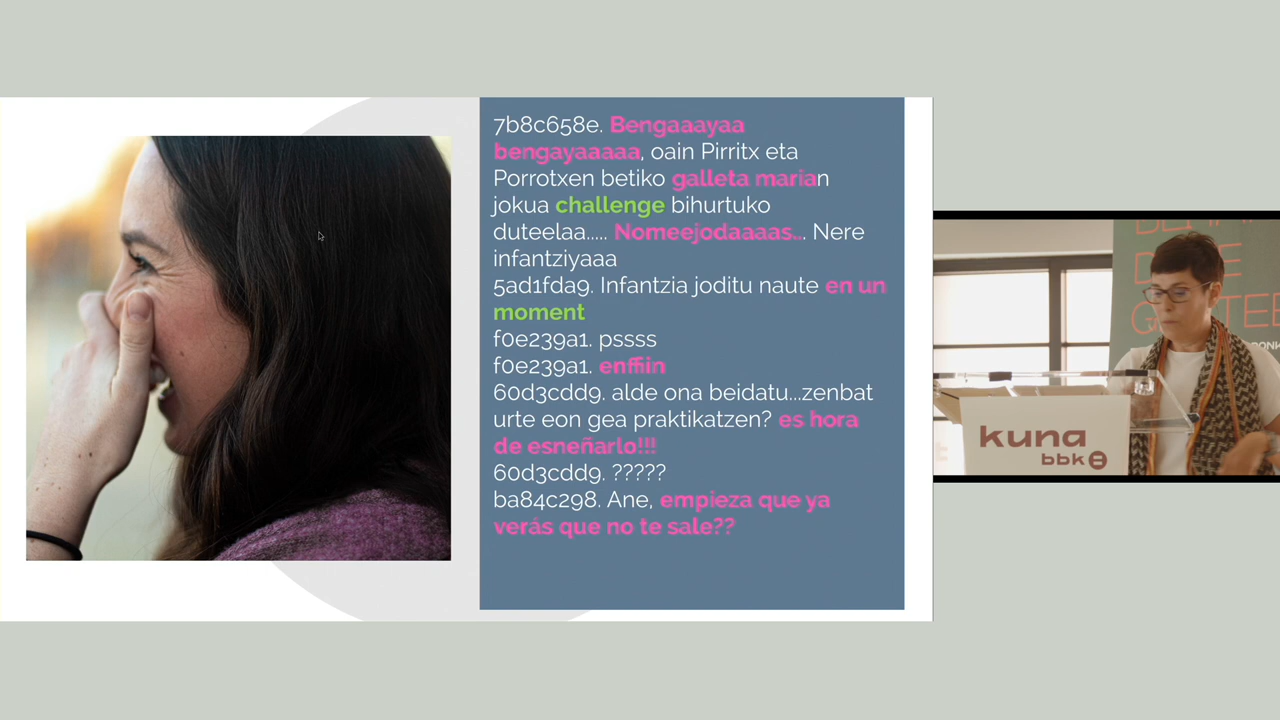 7b8c658e. Bengaaayaa
bengayaaaaa, oain Pirritx eta
Porrotxen betiko galleta marian
jokua challenge bihurtuko
duteelaa..... Nomeejodaaaas... Nere
infantziyaaa
5ad1fda9. Infantzia joditu naute en un
moment
f0e239a1. pssss
f0e239a1. enffiin
60d3cdd9. alde ona beidatu...zenbat
urte eon gea praktikatzen? es hora
de esneñarlo!!!
60d3cdd9. ?????
ba84c298. Ane, empieza que ya
verás que no te sale??
kuna
bbk